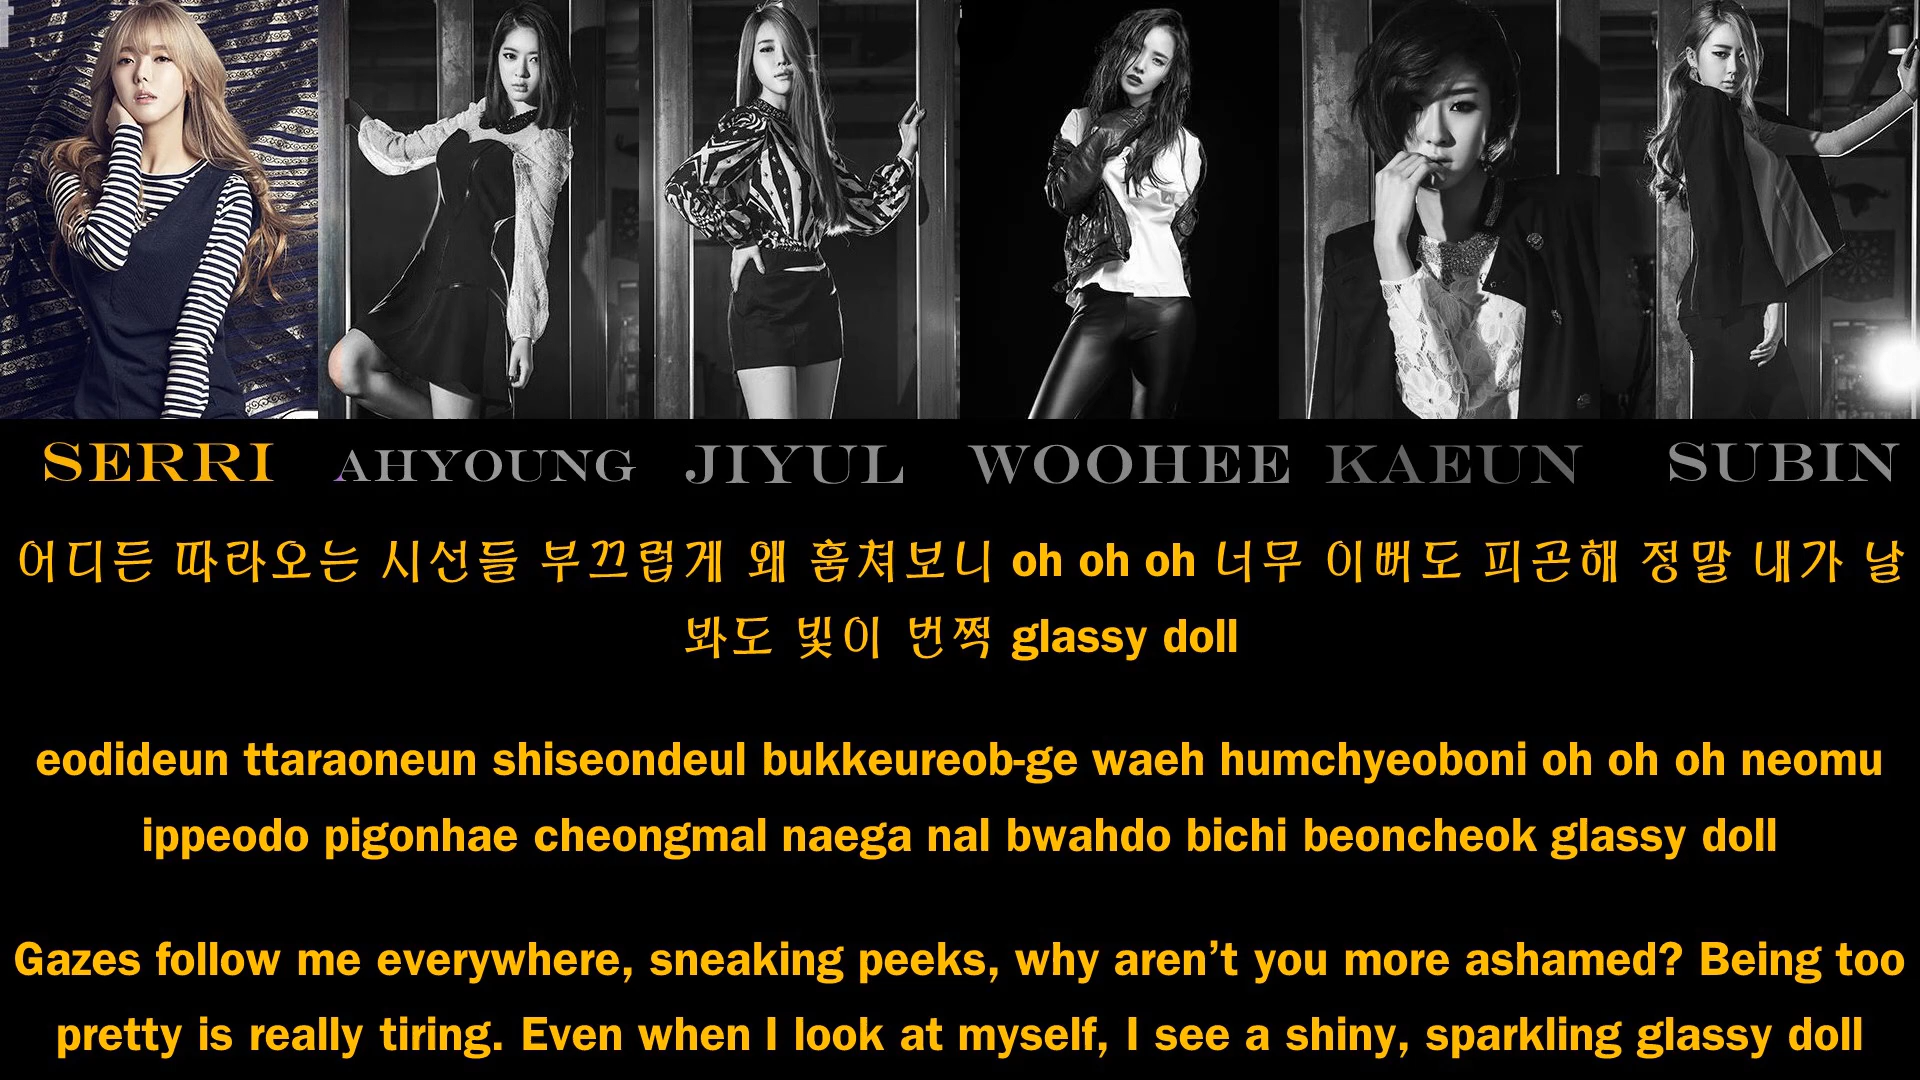 SERRI AHYOUNG JIYUL WOOHEE KAEUN SUBIN
어디든 따라오는 시선들 부끄럽게 왜 훔쳐보니 oh oh oh 너무 이뻐도 피곤해 정말 내가 날
봐도 빛이 번쩍 glassy doll
eodideun ttaraoneun shiseondeul bukkeureob-ge waeh humchyeoboni oh oh oh neomu
ippeodo pigonhae cheongmal naega nal bwahdo bichi beoncheok glassy doll
Gazes follow me everywhere, sneaking peeks, why aren’t you more ashamed? Being too
pretty is really tiring. Even when I look at myself, I see a shiny, sparkling glassy doll